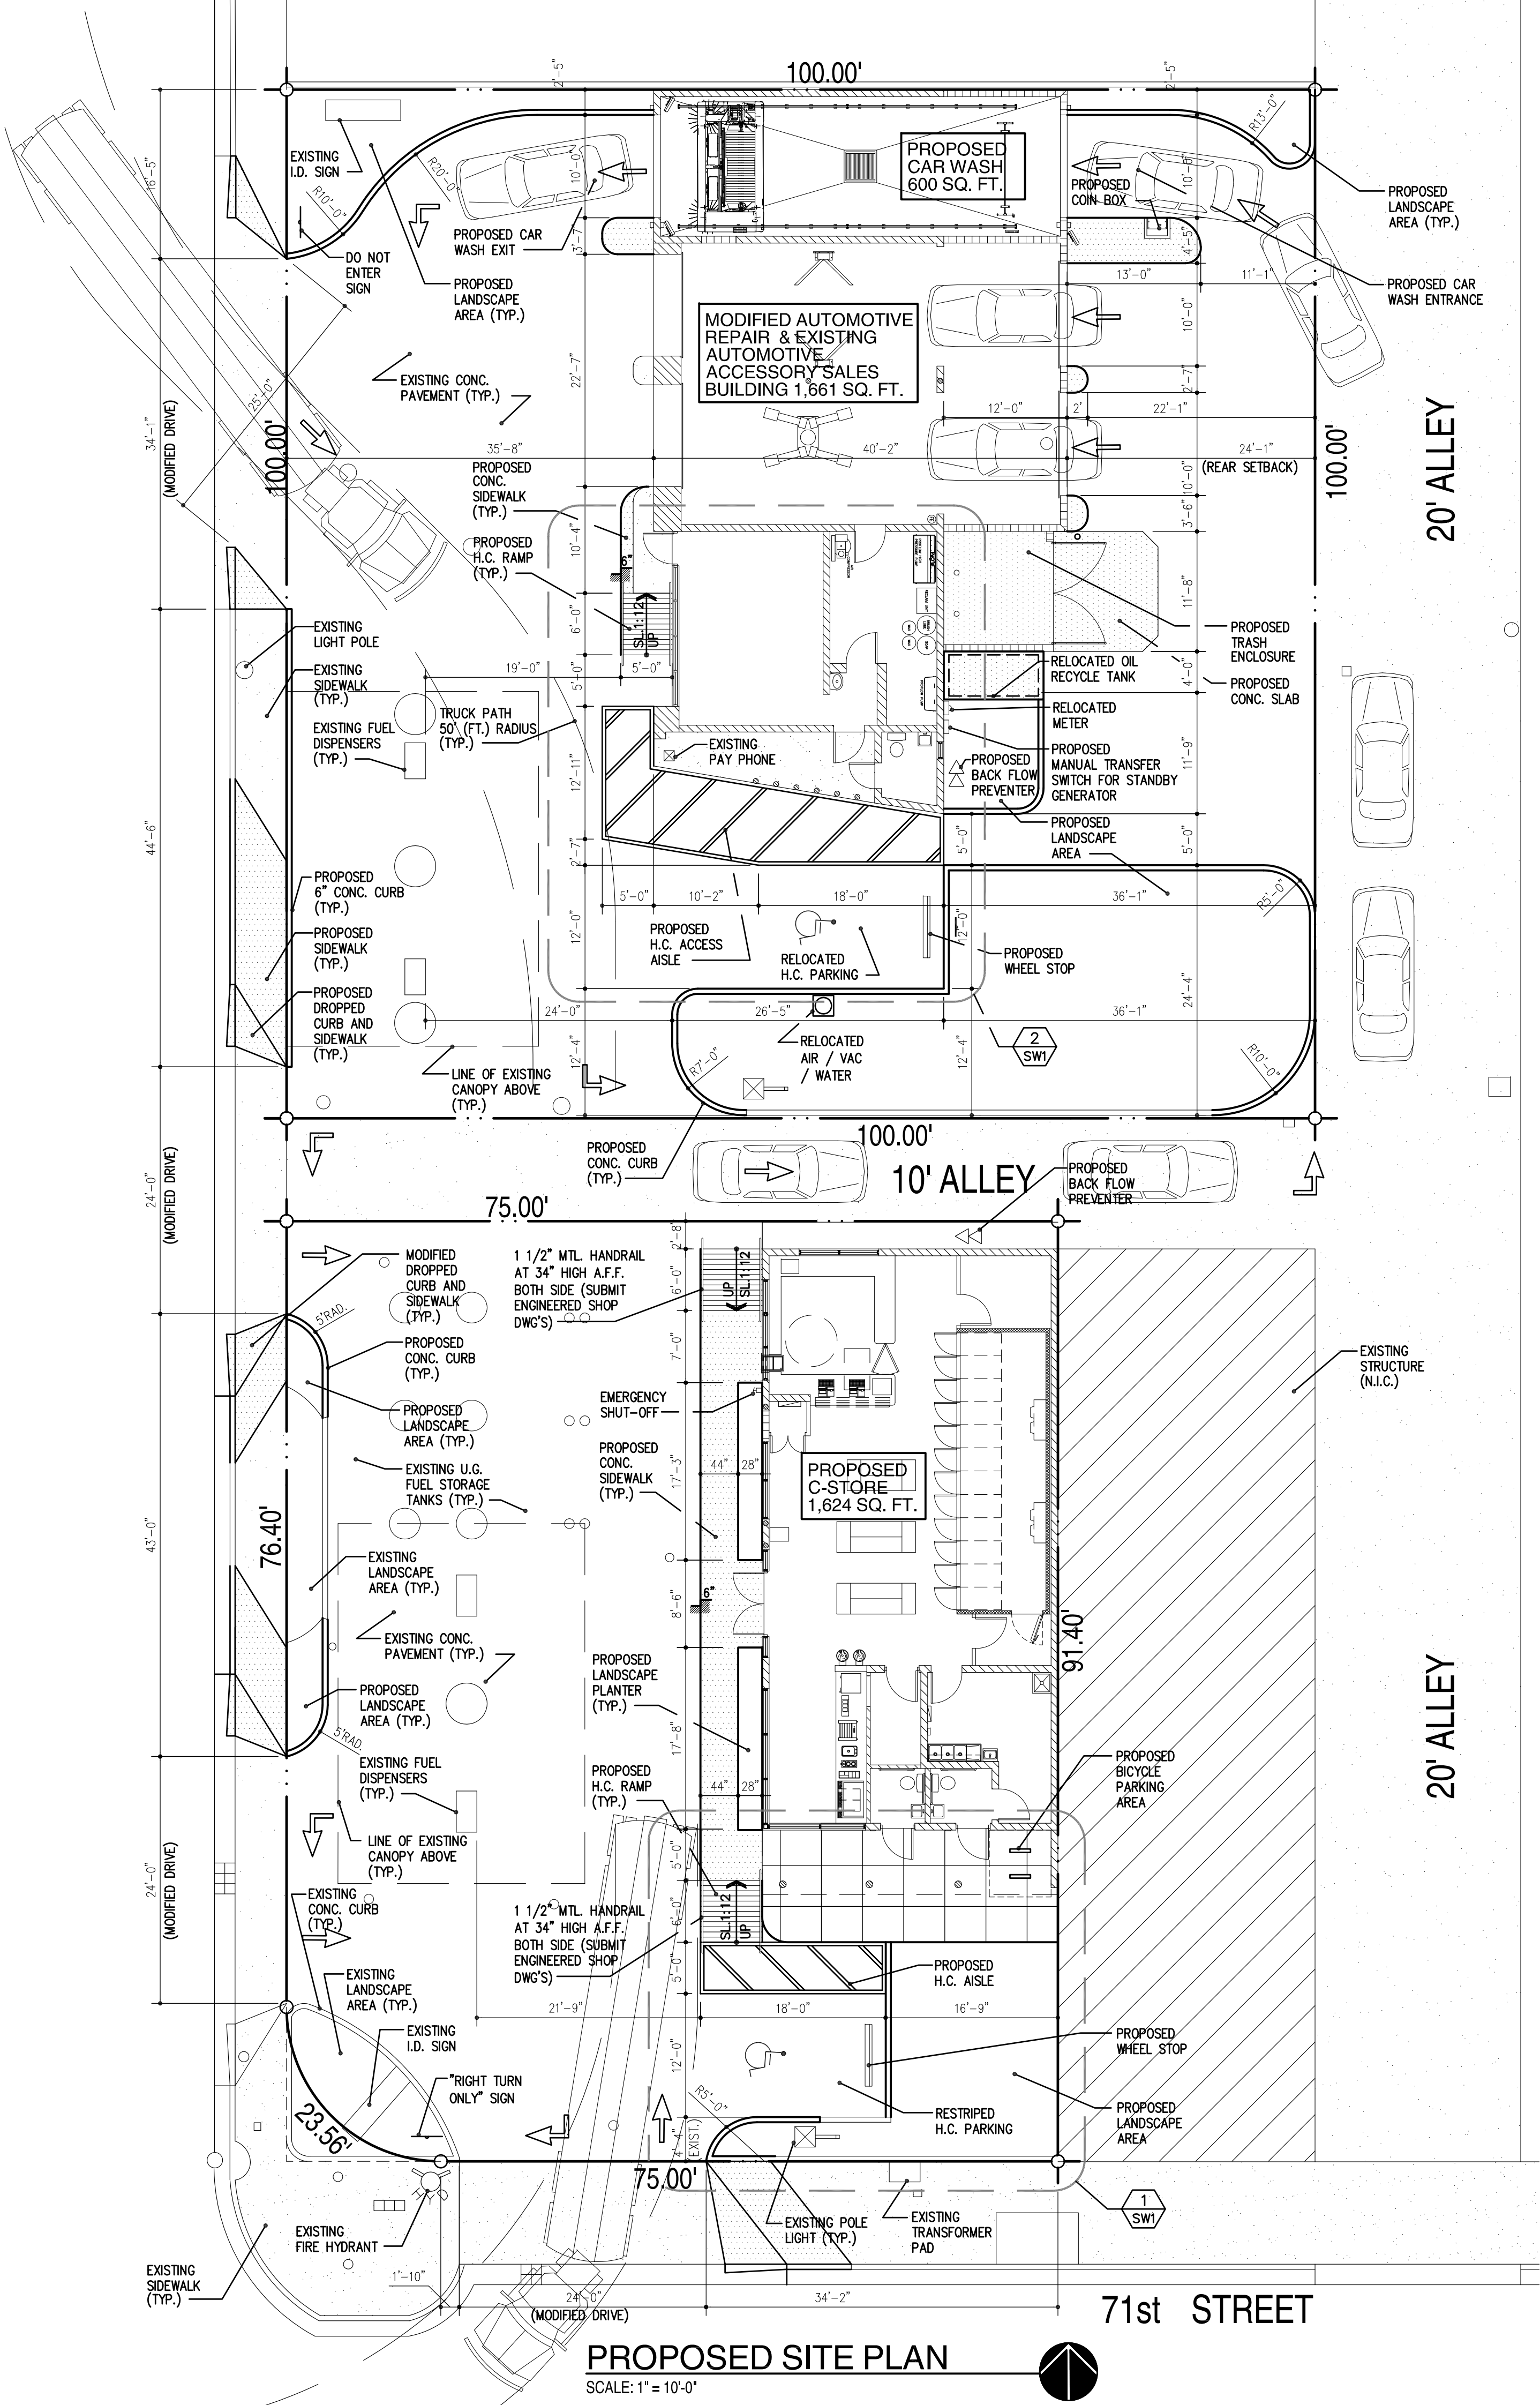 100.00'
2'-5"
2'-5"
16'-5"
EXISTING
I.D. SIGN
R20'-0"
R10'-0"
10'-0"
3'-7"
PROPOSED CAR
WASH EXIT
DO NOT
ENTER
SIGN
PROPOSED
LANDSCAPE
AREA (TYP.)
PROPOSED
CAR WASH
600 SQ. FT.
PROPOSED
COIN BOX
10'-6"
R13'-0"
PROPOSED
LANDSCAPE
AREA (TYP.)
4'-5"
13'-0"
11'-1"
PROPOSED CAR
WASH ENTRANCE
MODIFIED AUTOMOTIVE
REPAIR & EXISTING
AUTOMOTIVE
ACCESSORY SALES
BUILDING 1,661 SQ. FT.
10'-0"
2'-7"
EXISTING CONC.
PAVEMENT (TYP.)
22'-7"
25'-0"
34'-1"
(MODIFIED DRIVE)
100.00'
35'-8"
40'-2"
12'-0"
2'
22'-1"
24'-1"
(REAR SETBACK)
10'-0"
3'-6"
100.00'
20' ALLEY
PROPOSED
CONC.
SIDEWALK
(TYP.)
10'-4"
PROPOSED
H.C. RAMP
(TYP.)
6"
6'-0"
SL.1:12
UP
11'-8"
EXISTING
LIGHT POLE
EXISTING
SIDEWALK
(TYP.)
19'-0"
5'-0"
5'-0"
EXISTING FUEL
DISPENSERS
(TYP.)
TRUCK PATH
50' (FT.) RADIUS
(TYP.)
EXISTING
PAY PHONE
12'-11"
PROPOSED
TRASH
ENCLOSURE
RELOCATED OIL
RECYCLE TANK
4'-0"
PROPOSED
CONC. SLAB
RELOCATED
METER
PROPOSED
MANUAL TRANSFER
SWITCH FOR STANDBY
GENERATOR
PROPOSED
BACK FLOW
PREVENTER
11'-9"
PROPOSED
LANDSCAPE
AREA
5'-0"
5'-0"
2'-7"
44'-6"
PROPOSED
6" CONC. CURB
(TYP.)
5'-0"
10'-2"
18'-0"
36'-1"
R5'-0"
12'-0"
12'-0"
PROPOSED
H.C. ACCESS
AISLE
RELOCATED
H.C. PARKING
PROPOSED
WHEEL STOP
PROPOSED
SIDEWALK
(TYP.)
PROPOSED
DROPPED
CURB AND
SIDEWALK
(TYP.)
24'-4"
24'-0"
26'-5"
36'-1"
12'-4"
12'-4"
RELOCATED
AIR / VAC
/ WATER
2
SW1
R7'-0"
R10'-0"
LINE OF EXISTING
CANOPY ABOVE
(TYP.)
PROPOSED
CONC. CURB
(TYP.)
100.00'
10' ALLEY
PROPOSED
BACK FLOW
PREVENTER
24'-0"
(MODIFIED DRIVE)
75.00'
2'-8"
MODIFIED
DROPPED
CURB AND
SIDEWALK
(TYP.)
1 1/2" MTL. HANDRAIL
AT 34" HIGH A.F.F.
BOTH SIDE (SUBMIT
ENGINEERED SHOP
DWG'S)
6'-0"
UP
SL.1:12
5'RAD.
7'-0"
PROPOSED
CONC. CURB
(TYP.)
EXISTING
STRUCTURE
(N.I.C.)
EMERGENCY
SHUT-OFF
PROPOSED
LANDSCAPE
AREA (TYP.)
PROPOSED
CONC.
SIDEWALK
(TYP.)
17'-3"
44"
28"
PROPOSED
C-STORE
1,624 SQ. FT.
EXISTING U.G.
FUEL STORAGE
TANKS (TYP.)
76.40'
43'-0"
EXISTING
LANDSCAPE
AREA (TYP.)
6"
8'-6"
91.40'
EXISTING CONC.
PAVEMENT (TYP.)
PROPOSED
LANDSCAPE
PLANTER
(TYP.)
PROPOSED
LANDSCAPE
AREA (TYP.)
17'-8"
20' ALLEY
5'RAD.
EXISTING FUEL
DISPENSERS
(TYP.)
PROPOSED
H.C. RAMP
(TYP.)
44"
28"
PROPOSED
BICYCLE
PARKING
AREA
LINE OF EXISTING
CANOPY ABOVE
(TYP.)
5'-0"
24'-0"
(MODIFIED DRIVE)
EXISTING
CONC. CURB
(TYP.)
1 1/2" MTL. HANDRAIL
AT 34" HIGH A.F.F.
BOTH SIDE (SUBMIT
ENGINEERED SHOP
DWG'S)
6'-0"
SL.1:12
UP
5'-0"
PROPOSED
H.C. AISLE
EXISTING
LANDSCAPE
AREA (TYP.)
21'-9"
18'-0"
16'-9"
EXISTING
I.D. SIGN
12'-0"
PROPOSED
WHEEL STOP
"RIGHT TURN
ONLY" SIGN
R5'-0"
RESTRIPED
H.C. PARKING
PROPOSED
LANDSCAPE
AREA
23.56'
4'-4"
(EXIST.)
75.00'
HYD
EXISTING
FIRE HYDRANT
EXISTING POLE
LIGHT (TYP.)
EXISTING
TRANSFORMER
PAD
1
SW1
EXISTING
SIDEWALK
(TYP.)
1'-10"
24'-0"
(MODIFIED DRIVE)
34'-2"
71st STREET
PROPOSED SITE PLAN
SCALE: 1" = 10'-0"